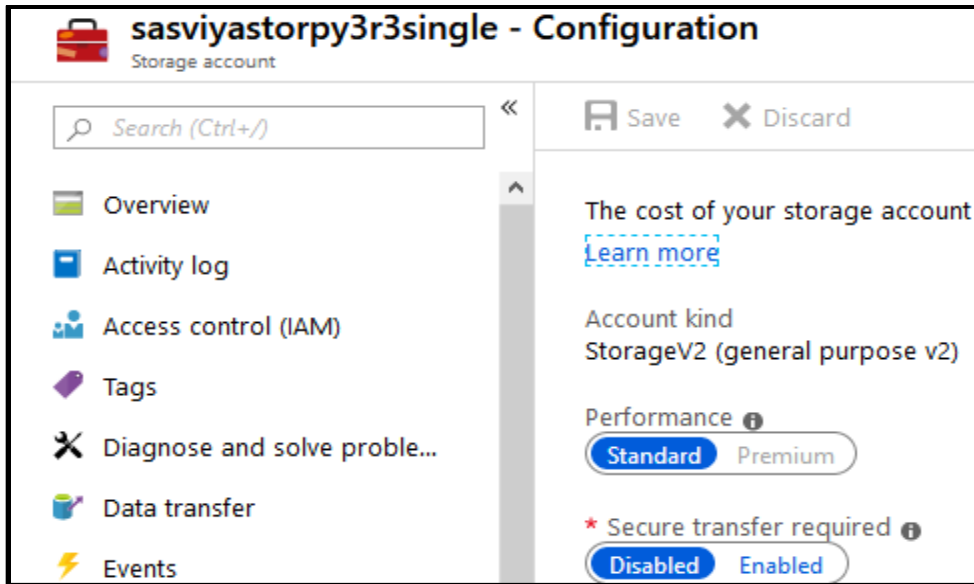 sasviyastorpy3r3single - Configuration
Storage account
Search (Ctrl+/)
«
Overview
Activity log
Access control (IAM)
Tags
Diagnose and solve proble...
Data transfer
Events
Save
Discard
The cost of your storage account
Learn more
Account kind
StorageV2 (general purpose v2)
Performance
Standard Premium
* Secure transfer required
Disabled Enabled